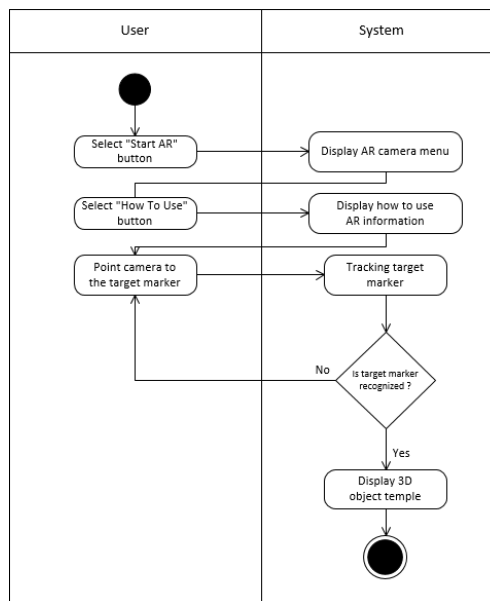 User
System
Select "Start AR"
button
Display AR camera menu
Select "How To Use"
button
Display how to use
AR information
Point camera to
the target marker
Tracking target
marker
Is target marker
recognized ?
No
Yes
Display 3D
object temple